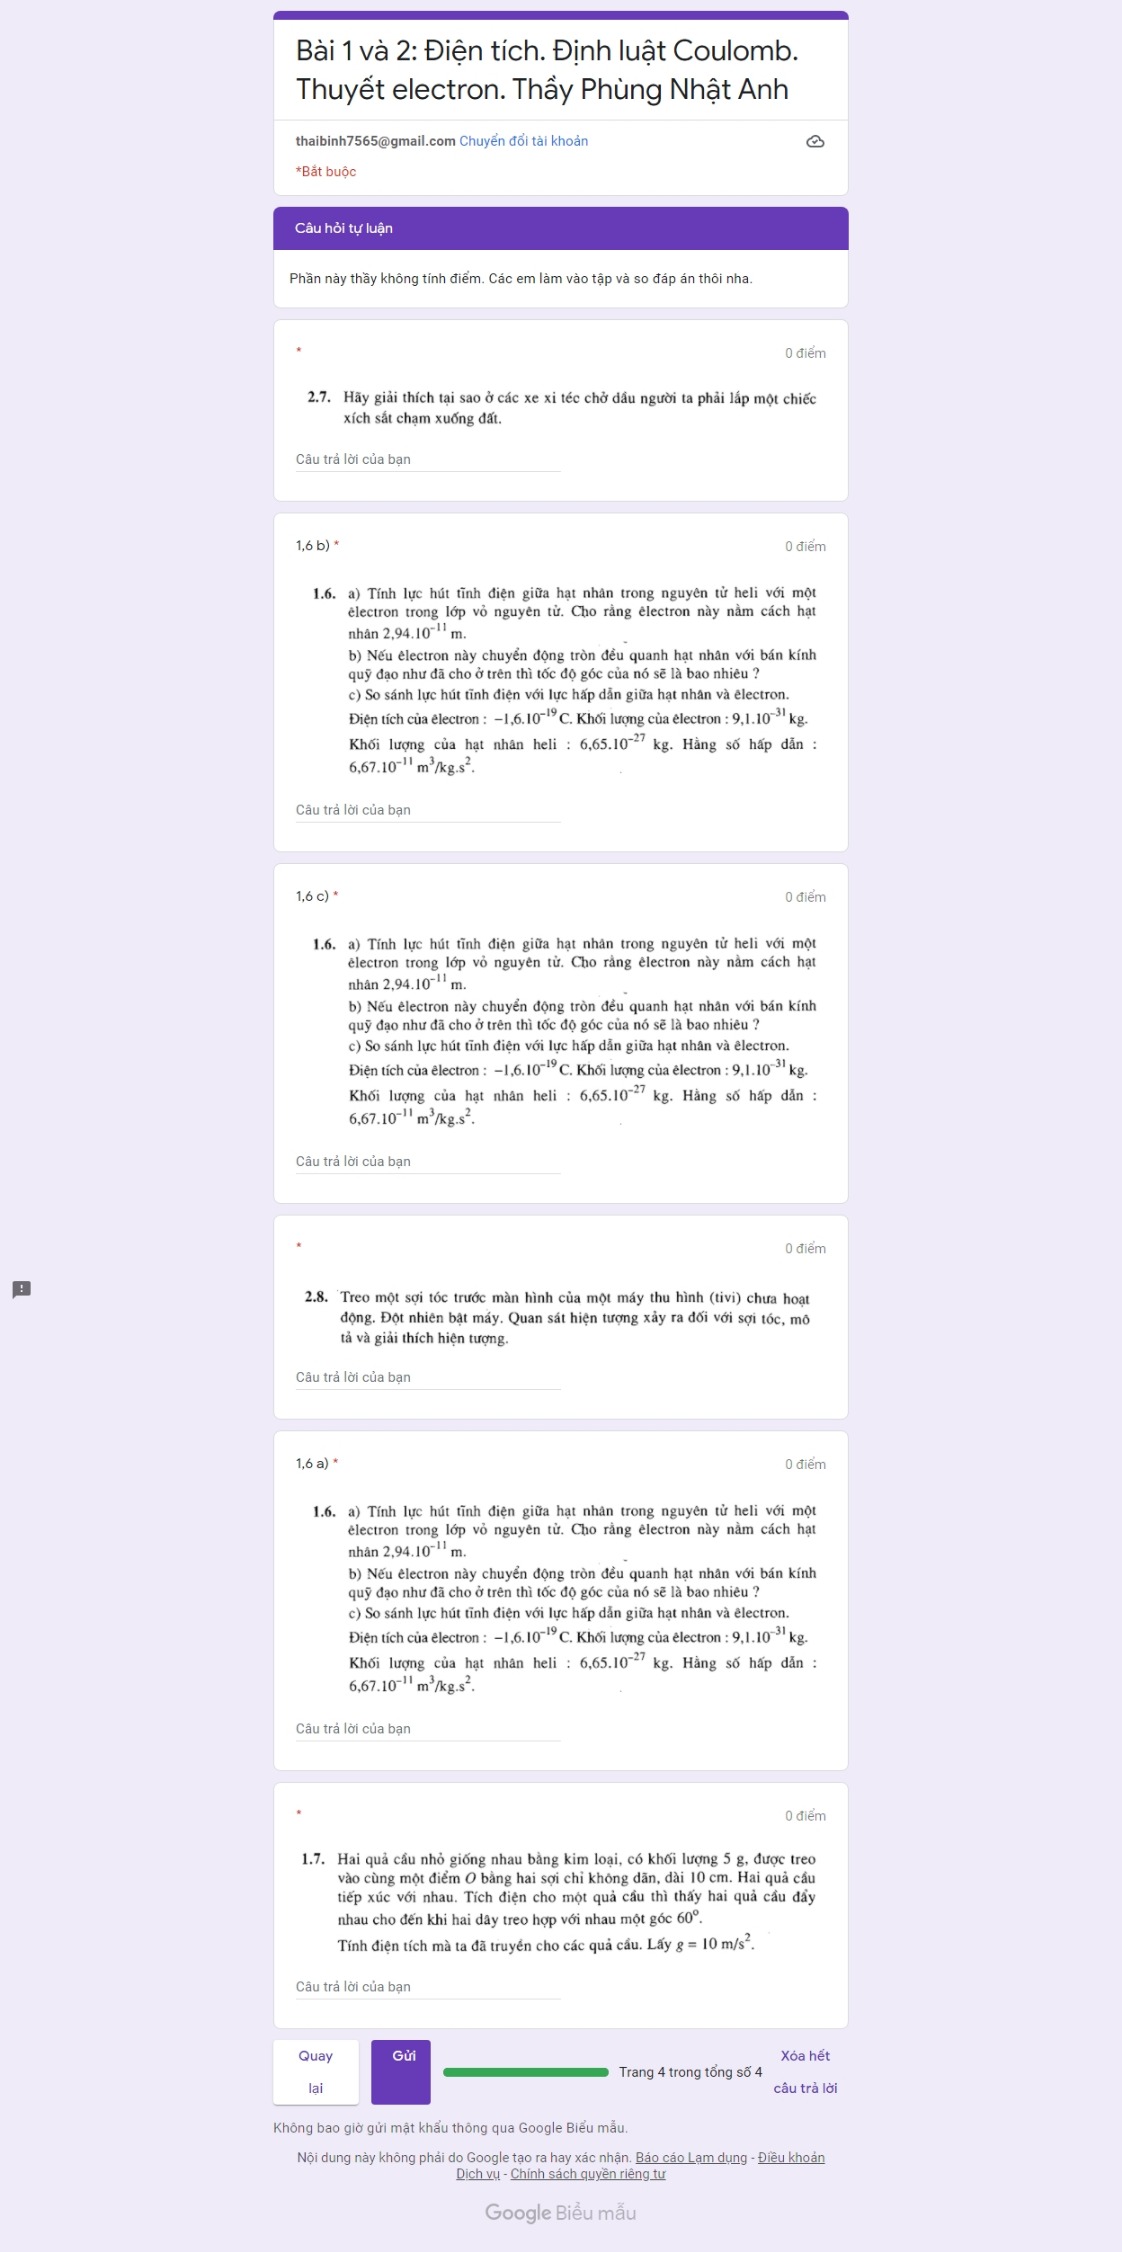 Bài 1 và 2: Điện tích. Định luật Coulomb.
Thuyết electron. Thầy Phùng Nhật Anh
thaibinh7565@gmail.com Chuyển đổi tài khoản
*Bắt buộc
Câu hỏi tự luận
Phần này thầy không tính điểm. Các em làm vào tập và so đáp án thôi nha.
* 0 điểm
2.7. Hãy giải thích tại sao ở các xe xi téc chở dầu người ta phải lắp một chiếc
xích sắt chạm xuống đất.
Câu trả lời của bạn
1,6 b) * 0 điểm
1.6. a) Tính lực hút tĩnh điện giữa hạt nhân trong nguyên tử heli với một
êlectron trong lớp vỏ nguyên tử. Cho rằng êlectron này nằm cách hạt
nhân 2,94.10⁻¹¹ m.
b) Nếu êlectron này chuyển động tròn đều quanh hạt nhân với bán kính
quỹ đạo như đã cho ở trên thì tốc độ góc của nó sẽ là bao nhiêu ?
c) So sánh lực hút tĩnh điện với lực hấp dẫn giữa hạt nhân và êlectron.
Điện tích của êlectron : −1,6.10⁻¹⁹ C. Khối lượng của êlectron : 9,1.10⁻³¹ kg.
Khối lượng của hạt nhân heli : 6,65.10⁻²⁷ kg. Hằng số hấp dẫn :
6,67.10⁻¹¹ m³/kg.s².
Câu trả lời của bạn
1,6 c) * 0 điểm
1.6. a) Tính lực hút tĩnh điện giữa hạt nhân trong nguyên tử heli với một
êlectron trong lớp vỏ nguyên tử. Cho rằng êlectron này nằm cách hạt
nhân 2,94.10⁻¹¹ m.
b) Nếu êlectron này chuyển động tròn đều quanh hạt nhân với bán kính
quỹ đạo như đã cho ở trên thì tốc độ góc của nó sẽ là bao nhiêu ?
c) So sánh lực hút tĩnh điện với lực hấp dẫn giữa hạt nhân và êlectron.
Điện tích của êlectron : −1,6.10⁻¹⁹ C. Khối lượng của êlectron : 9,1.10⁻³¹ kg.
Khối lượng của hạt nhân heli : 6,65.10⁻²⁷ kg. Hằng số hấp dẫn :
6,67.10⁻¹¹ m³/kg.s².
Câu trả lời của bạn
* 0 điểm
2.8. Treo một sợi tóc trước màn hình của một máy thu hình (tivi) chưa hoạt
động. Đột nhiên bật máy. Quan sát hiện tượng xảy ra đối với sợi tóc, mô
tả và giải thích hiện tượng.
Câu trả lời của bạn
1,6 a) * 0 điểm
1.6. a) Tính lực hút tĩnh điện giữa hạt nhân trong nguyên tử heli với một
êlectron trong lớp vỏ nguyên tử. Cho rằng êlectron này nằm cách hạt
nhân 2,94.10⁻¹¹ m.
b) Nếu êlectron này chuyển động tròn đều quanh hạt nhân với bán kính
quỹ đạo như đã cho ở trên thì tốc độ góc của nó sẽ là bao nhiêu ?
c) So sánh lực hút tĩnh điện với lực hấp dẫn giữa hạt nhân và êlectron.
Điện tích của êlectron : −1,6.10⁻¹⁹ C. Khối lượng của êlectron : 9,1.10⁻³¹ kg.
Khối lượng của hạt nhân heli : 6,65.10⁻²⁷ kg. Hằng số hấp dẫn :
6,67.10⁻¹¹ m³/kg.s².
Câu trả lời của bạn
* 0 điểm
1.7. Hai quả cầu nhỏ giống nhau bằng kim loại, có khối lượng 5 g, được treo
vào cùng một điểm O bằng hai sợi chỉ không dãn, dài 10 cm. Hai quả cầu
tiếp xúc với nhau. Tích điện cho một quả cầu thì thấy hai quả cầu đẩy
nhau cho đến khi hai dây treo hợp với nhau một góc 60°.
Tính điện tích mà ta đã truyền cho các quả cầu. Lấy g = 10 m/s².
Câu trả lời của bạn
Quay lại
Gửi
Trang 4 trong tổng số 4
Xóa hết
câu trả lời
Không bao giờ gửi mật khẩu thông qua Google Biểu mẫu.
Nội dung này không phải do Google tạo ra hay xác nhận. Báo cáo Lạm dụng - Điều khoản
Dịch vụ - Chính sách quyền riêng tư
Google Biểu mẫu